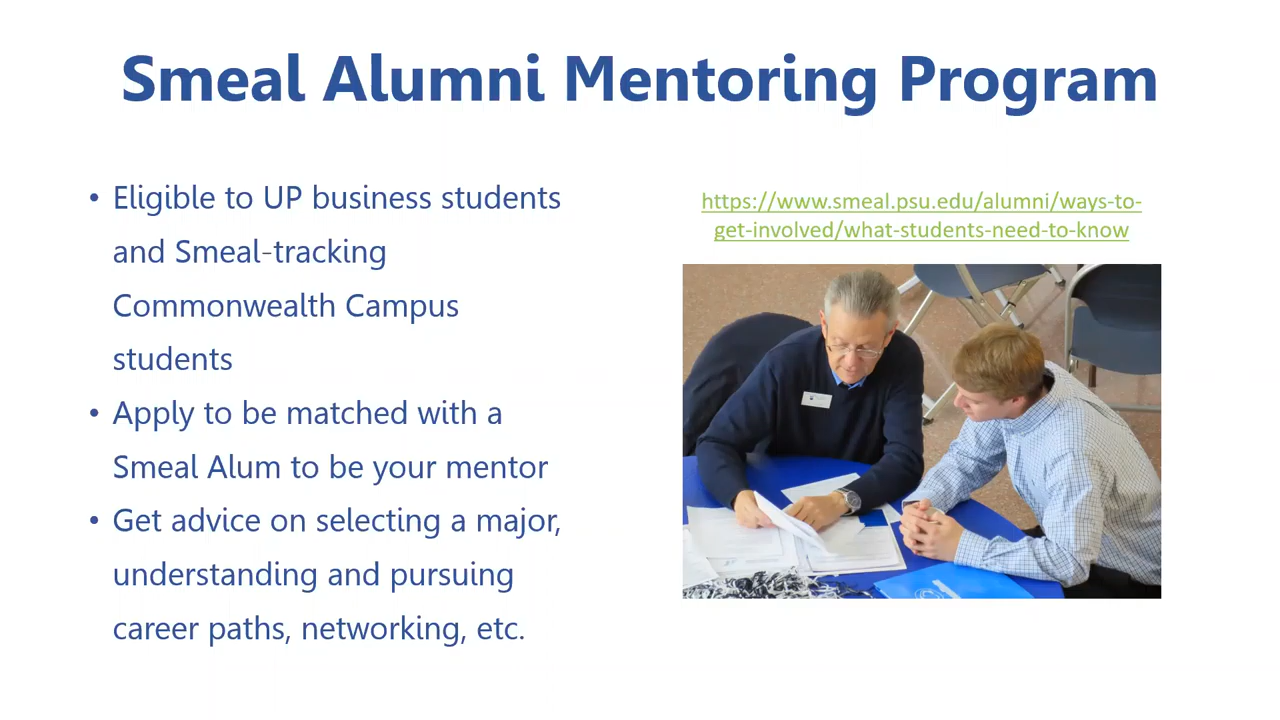 Smeal Alumni Mentoring Program
• Eligible to UP business students
and Smeal-tracking
Commonwealth Campus
students
• Apply to be matched with a
Smeal Alum to be your mentor
• Get advice on selecting a major,
understanding and pursuing
career paths, networking, etc.
https://www.smeal.psu.edu/alumni/ways-to-
get-involved/what-students-need-to-know